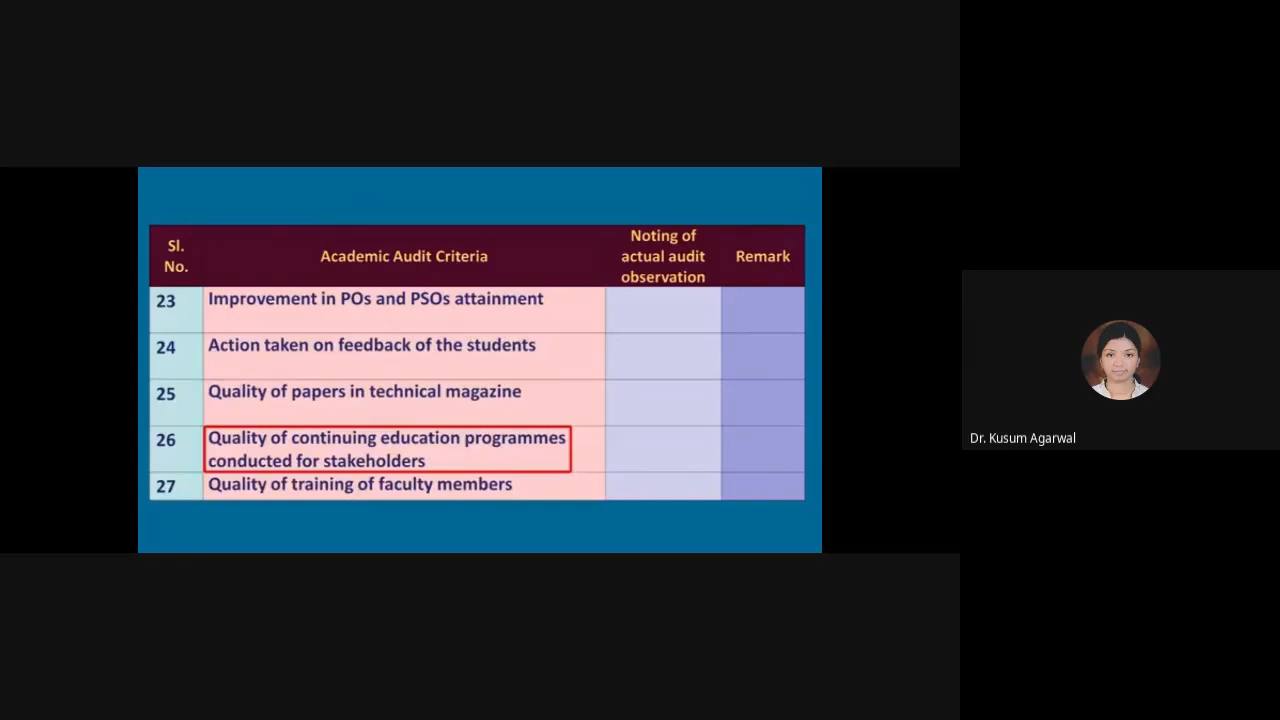 Sl.
No.
Academic Audit Criteria
Noting of
actual audit
observation
Remark
23
Improvement in POs and PSOs attainment
24
Action taken on feedback of the students
25
Quality of papers in technical magazine
26
Quality of continuing education programmes
conducted for stakeholders
27
Quality of training of faculty members
Dr. Kusum Agarwal